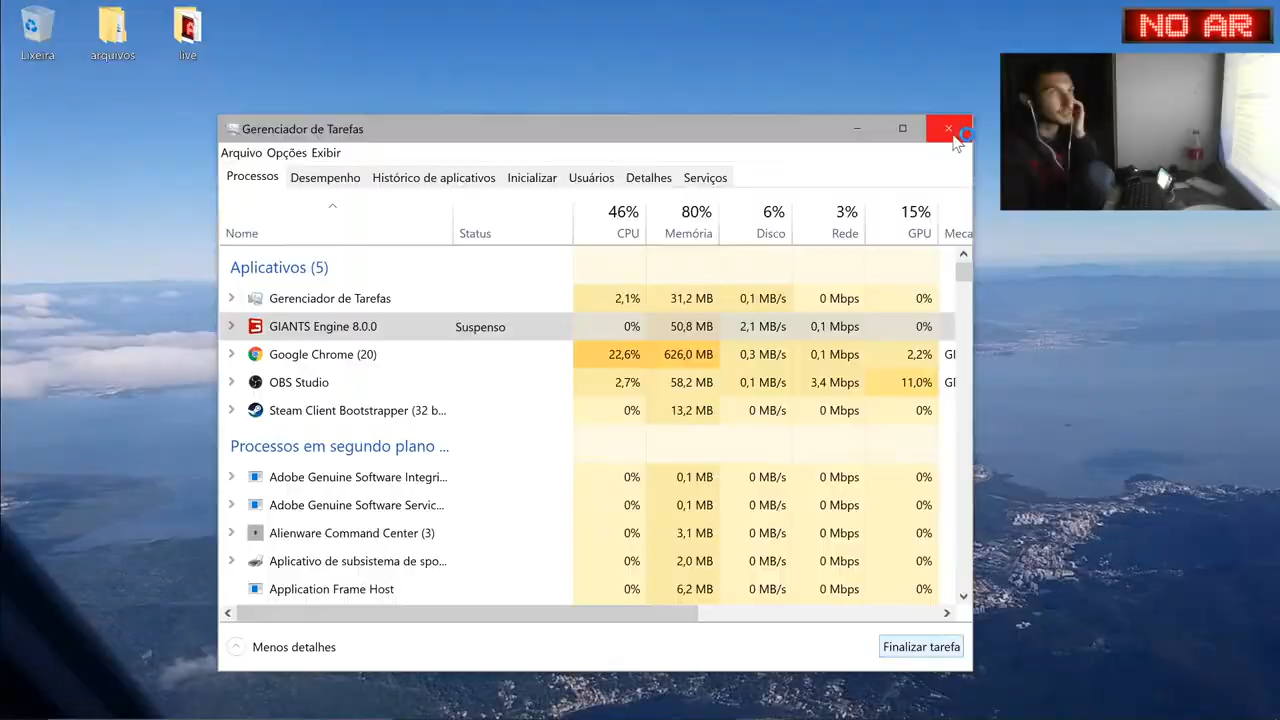 NO AR
Lixeira
arquivos
live
Gerenciador de Tarefas
Arquivo Opções Exibir
Processos Desempenho Histórico de aplicativos Inicializar Usuários Detalhes Serviços
46% 80% 6% 3% 15%
Nome Status CPU Memória Disco Rede GPU Meca
Aplicativos (5)
Gerenciador de Tarefas 2,1% 31,2 MB 0,1 MB/s 0 Mbps 0%
GIANTS Engine 8.0.0 Suspenso 0% 50,8 MB 2,1 MB/s 0,1 Mbps 0%
Google Chrome (20) 22,6% 626,0 MB 0,3 MB/s 0,1 Mbps 2,2% GI
OBS Studio 2,7% 58,2 MB 0,1 MB/s 3,4 Mbps 11,0% GI
Steam Client Bootstrapper (32 b... 0% 13,2 MB 0 MB/s 0 Mbps 0%
Processos em segundo plano ...
Adobe Genuine Software Integri... 0% 0,1 MB 0 MB/s 0 Mbps 0%
Adobe Genuine Software Servic... 0% 0,1 MB 0 MB/s 0 Mbps 0%
Alienware Command Center (3) 0% 3,1 MB 0 MB/s 0 Mbps 0%
Aplicativo de subsistema de spo... 0% 2,0 MB 0 MB/s 0 Mbps 0%
Application Frame Host 0% 6,2 MB 0 MB/s 0 Mbps 0%
Menos detalhes
Finalizar tarefa